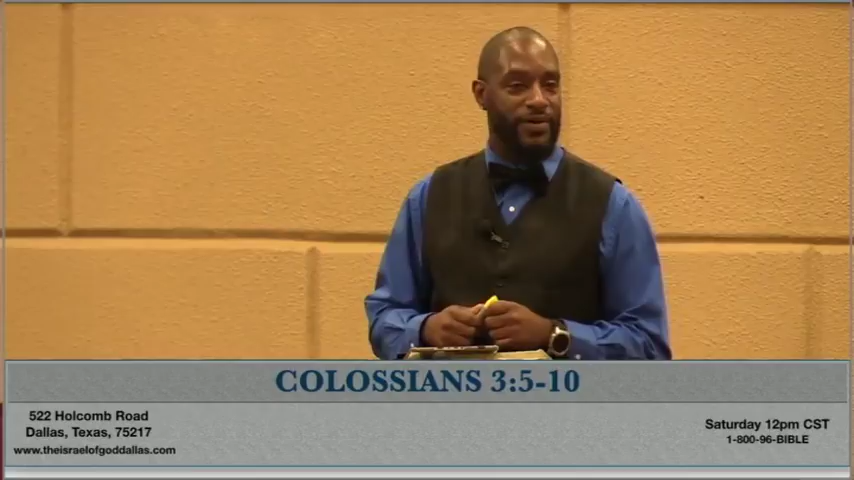 COLOSSIANS 3:5-10
522 Holcomb Road
Dallas, Texas, 75217
www.theisraelofgoddallas.com
Saturday 12pm CST
1-800-96-BIBLE